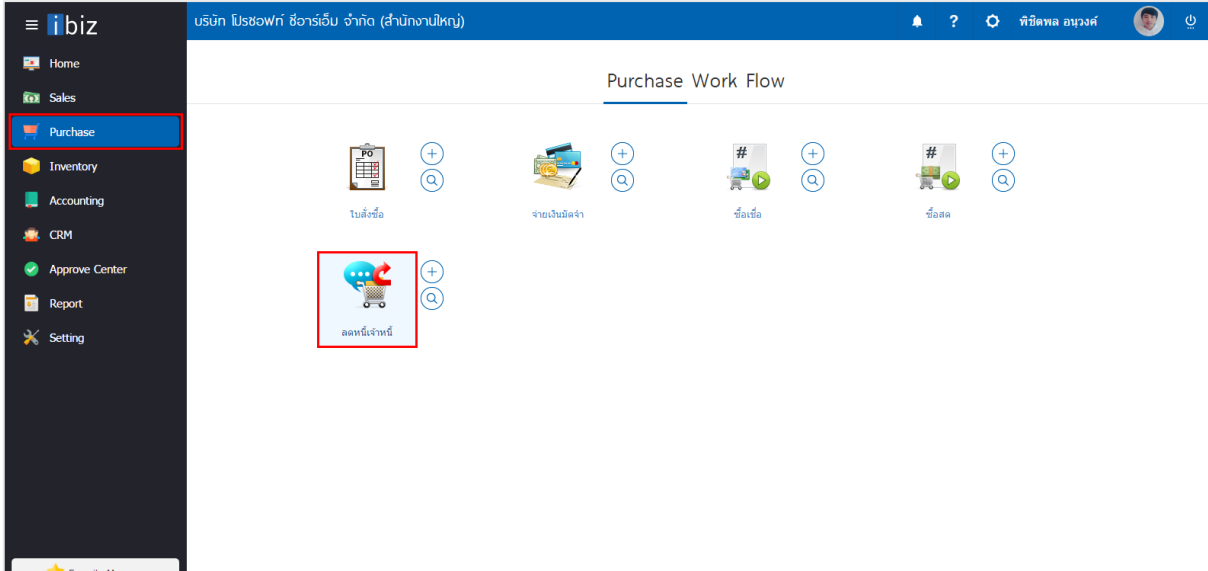 ≡ ibiz
บริษัท โปรซอฟท์ ซีอาร์เอ็ม จำกัด (สำนักงานใหญ่)
? พิชิตพล อนุวงค์
Home
Sales
Purchase
Inventory
Accounting
CRM
Approve Center
Report
Setting
Purchase Work Flow
PO
#
#
ใบสั่งซื้อ
จ่ายเงินมัดจำ
ซื้อเชื่อ
ซื้อสด
ลดหนี้เจ้าหนี้